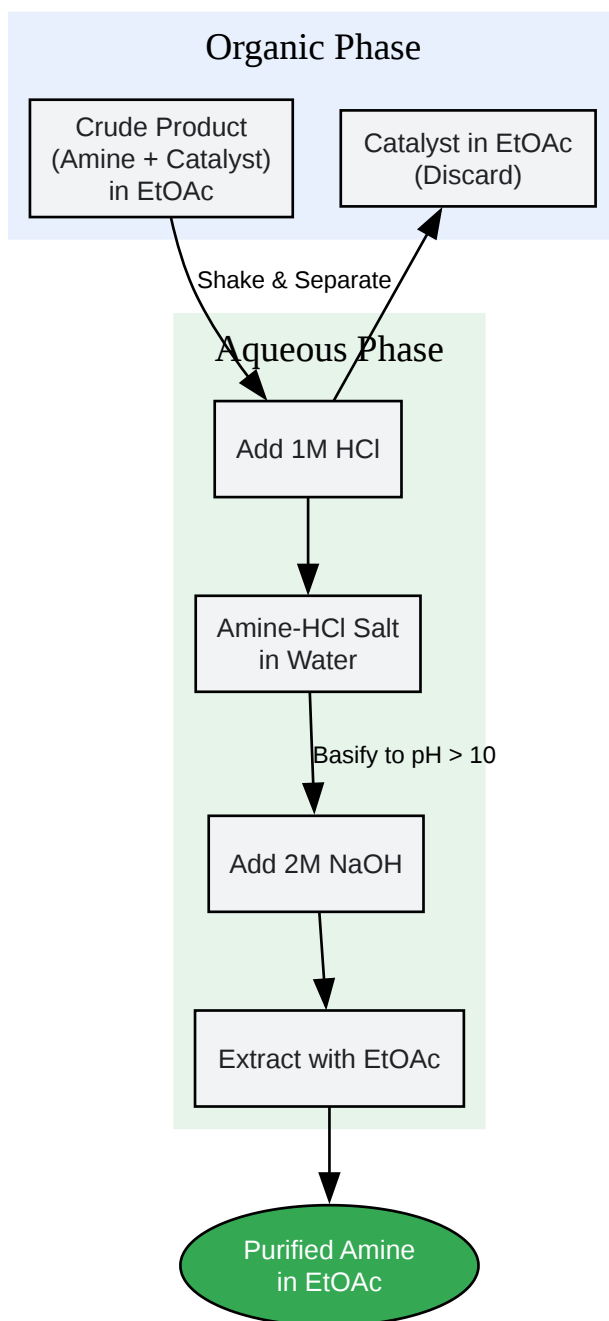 Organic Phase
Crude Product
(Amine + Catalyst)
in EtOAc
Catalyst in EtOAc
(Discard)
Shake & Separate
Aqueous Phase
Add 1M HCl
Amine-HCl Salt
in Water
Basify to pH > 10
Add 2M NaOH
Extract with EtOAc
Purified Amine
in EtOAc